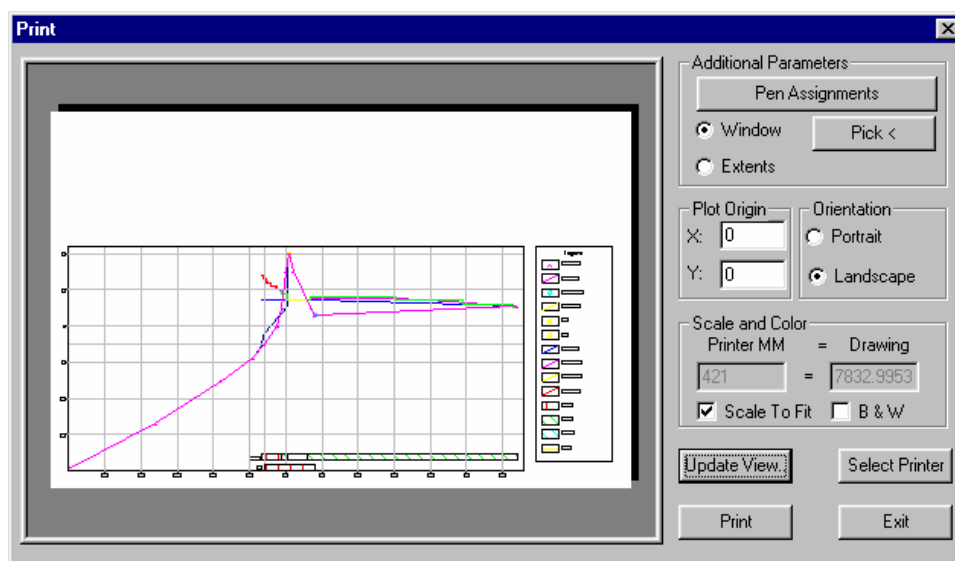 Print
Additional Parameters
Pen Assignments
Window
Pick <
Extents
Plot Origin
X: 0
Y: 0
Orientation
Portrait
Landscape
Scale and Color
Printer MM = Drawing
421 = 7832.9953
Scale To Fit B & W
Update View..
Select Printer
Print
Exit